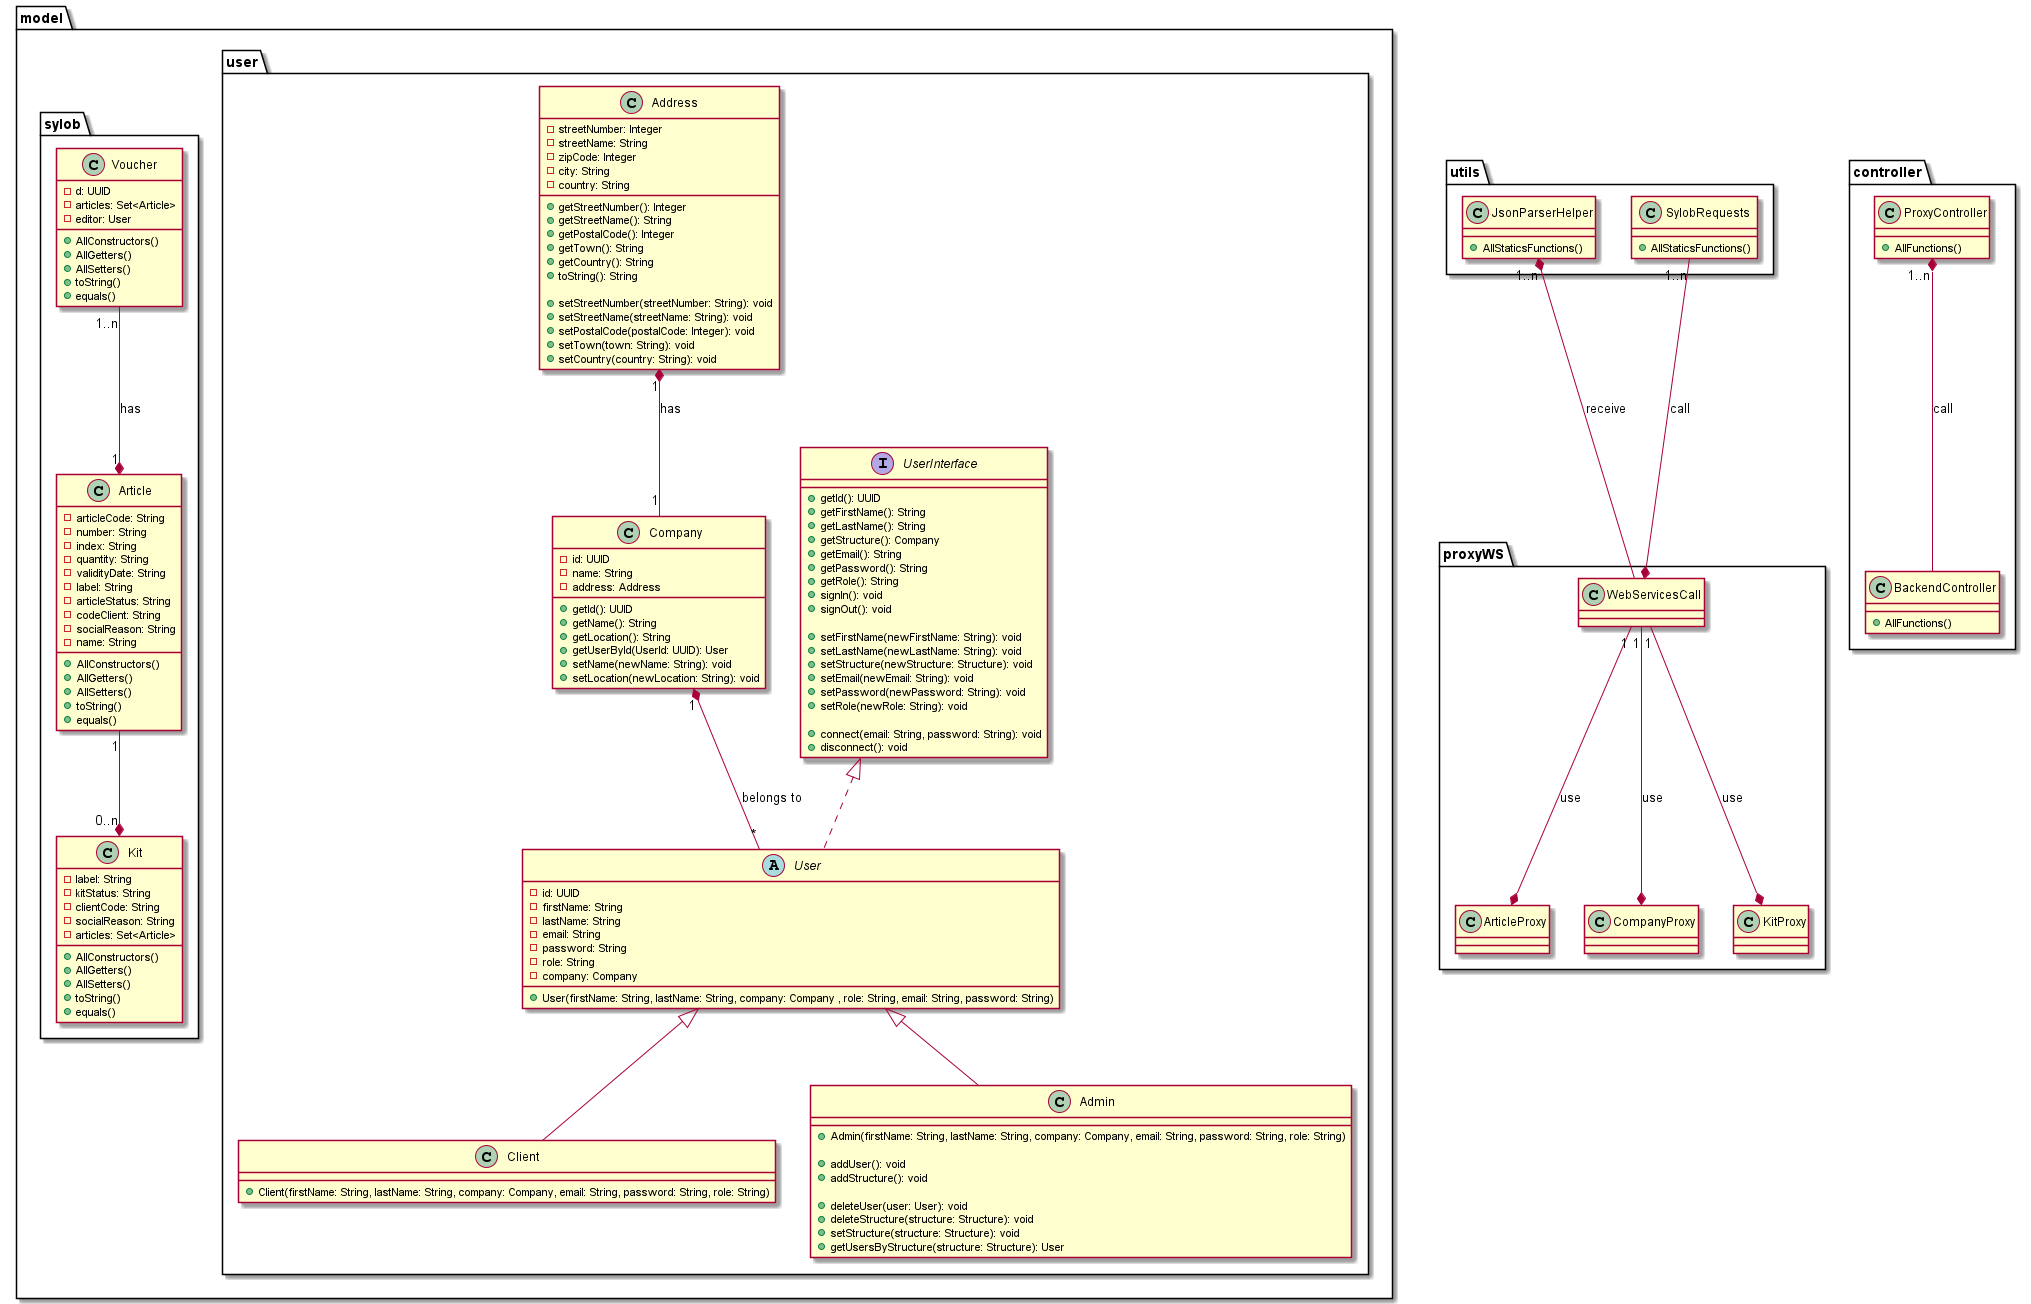 model
sylob
C Voucher
d: UUID
articles: Set<Article>
editor: User
AllConstructors()
AllGetters()
AllSetters()
toString()
equals()
1..n
has
1
C Article
articleCode: String
number: String
index: String
quantity: String
validityDate: String
label: String
articleStatus: String
codeClient: String
socialReason: String
name: String
AllConstructors()
AllGetters()
AllSetters()
toString()
equals()
1
0..n
C Kit
label: String
kitStatus: String
clientCode: String
socialReason: String
articles: Set<Article>
AllConstructors()
AllGetters()
AllSetters()
toString()
equals()
user
C Address
streetNumber: Integer
streetName: String
zipCode: Integer
city: String
country: String
getStreetNumber(): Integer
getStreetName(): String
getPostalCode(): Integer
getTown(): String
getCountry(): String
toString(): String
setStreetNumber(streetNumber: String): void
setStreetName(streetName: String): void
setPostalCode(postalCode: Integer): void
setTown(town: String): void
setCountry(country: String): void
1
has
1
C Company
id: UUID
name: String
address: Address
getId(): UUID
getName(): String
getLocation(): String
getUserById(UserId: UUID): User
setName(newName: String): void
setLocation(newLocation: String): void
1
belongs to
*
I UserInterface
getId(): UUID
getFirstName(): String
getLastName(): String
getStructure(): Company
getEmail(): String
getPassword(): String
getRole(): String
signIn(): void
signOut(): void
setFirstName(newFirstName: String): void
setLastName(newLastName: String): void
setStructure(newStructure: Structure): void
setEmail(newEmail: String): void
setPassword(newPassword: String): void
setRole(newRole: String): void
connect(email: String, password: String): void
disconnect(): void
A User
id: UUID
firstName: String
lastName: String
email: String
password: String
role: String
company: Company
User(firstName: String, lastName: String, company: Company , role: String, email: String, password: String)
C Client
Client(firstName: String, lastName: String, company: Company, email: String, password: String, role: String)
C Admin
Admin(firstName: String, lastName: String, company: Company, email: String, password: String, role: String)
addUser(): void
addStructure(): void
deleteUser(user: User): void
deleteStructure(structure: Structure): void
setStructure(structure: Structure): void
getUsersByStructure(structure: Structure): User
utils
C JsonParserHelper
AllStaticsFunctions()
C SylobRequests
AllStaticsFunctions()
1..n
1..n
receive
call
proxyWS
C WebServicesCall
1 1 1
use
use
use
C ArticleProxy
C CompanyProxy
C KitProxy
controller
C ProxyController
AllFunctions()
1..n
call
C BackendController
AllFunctions()